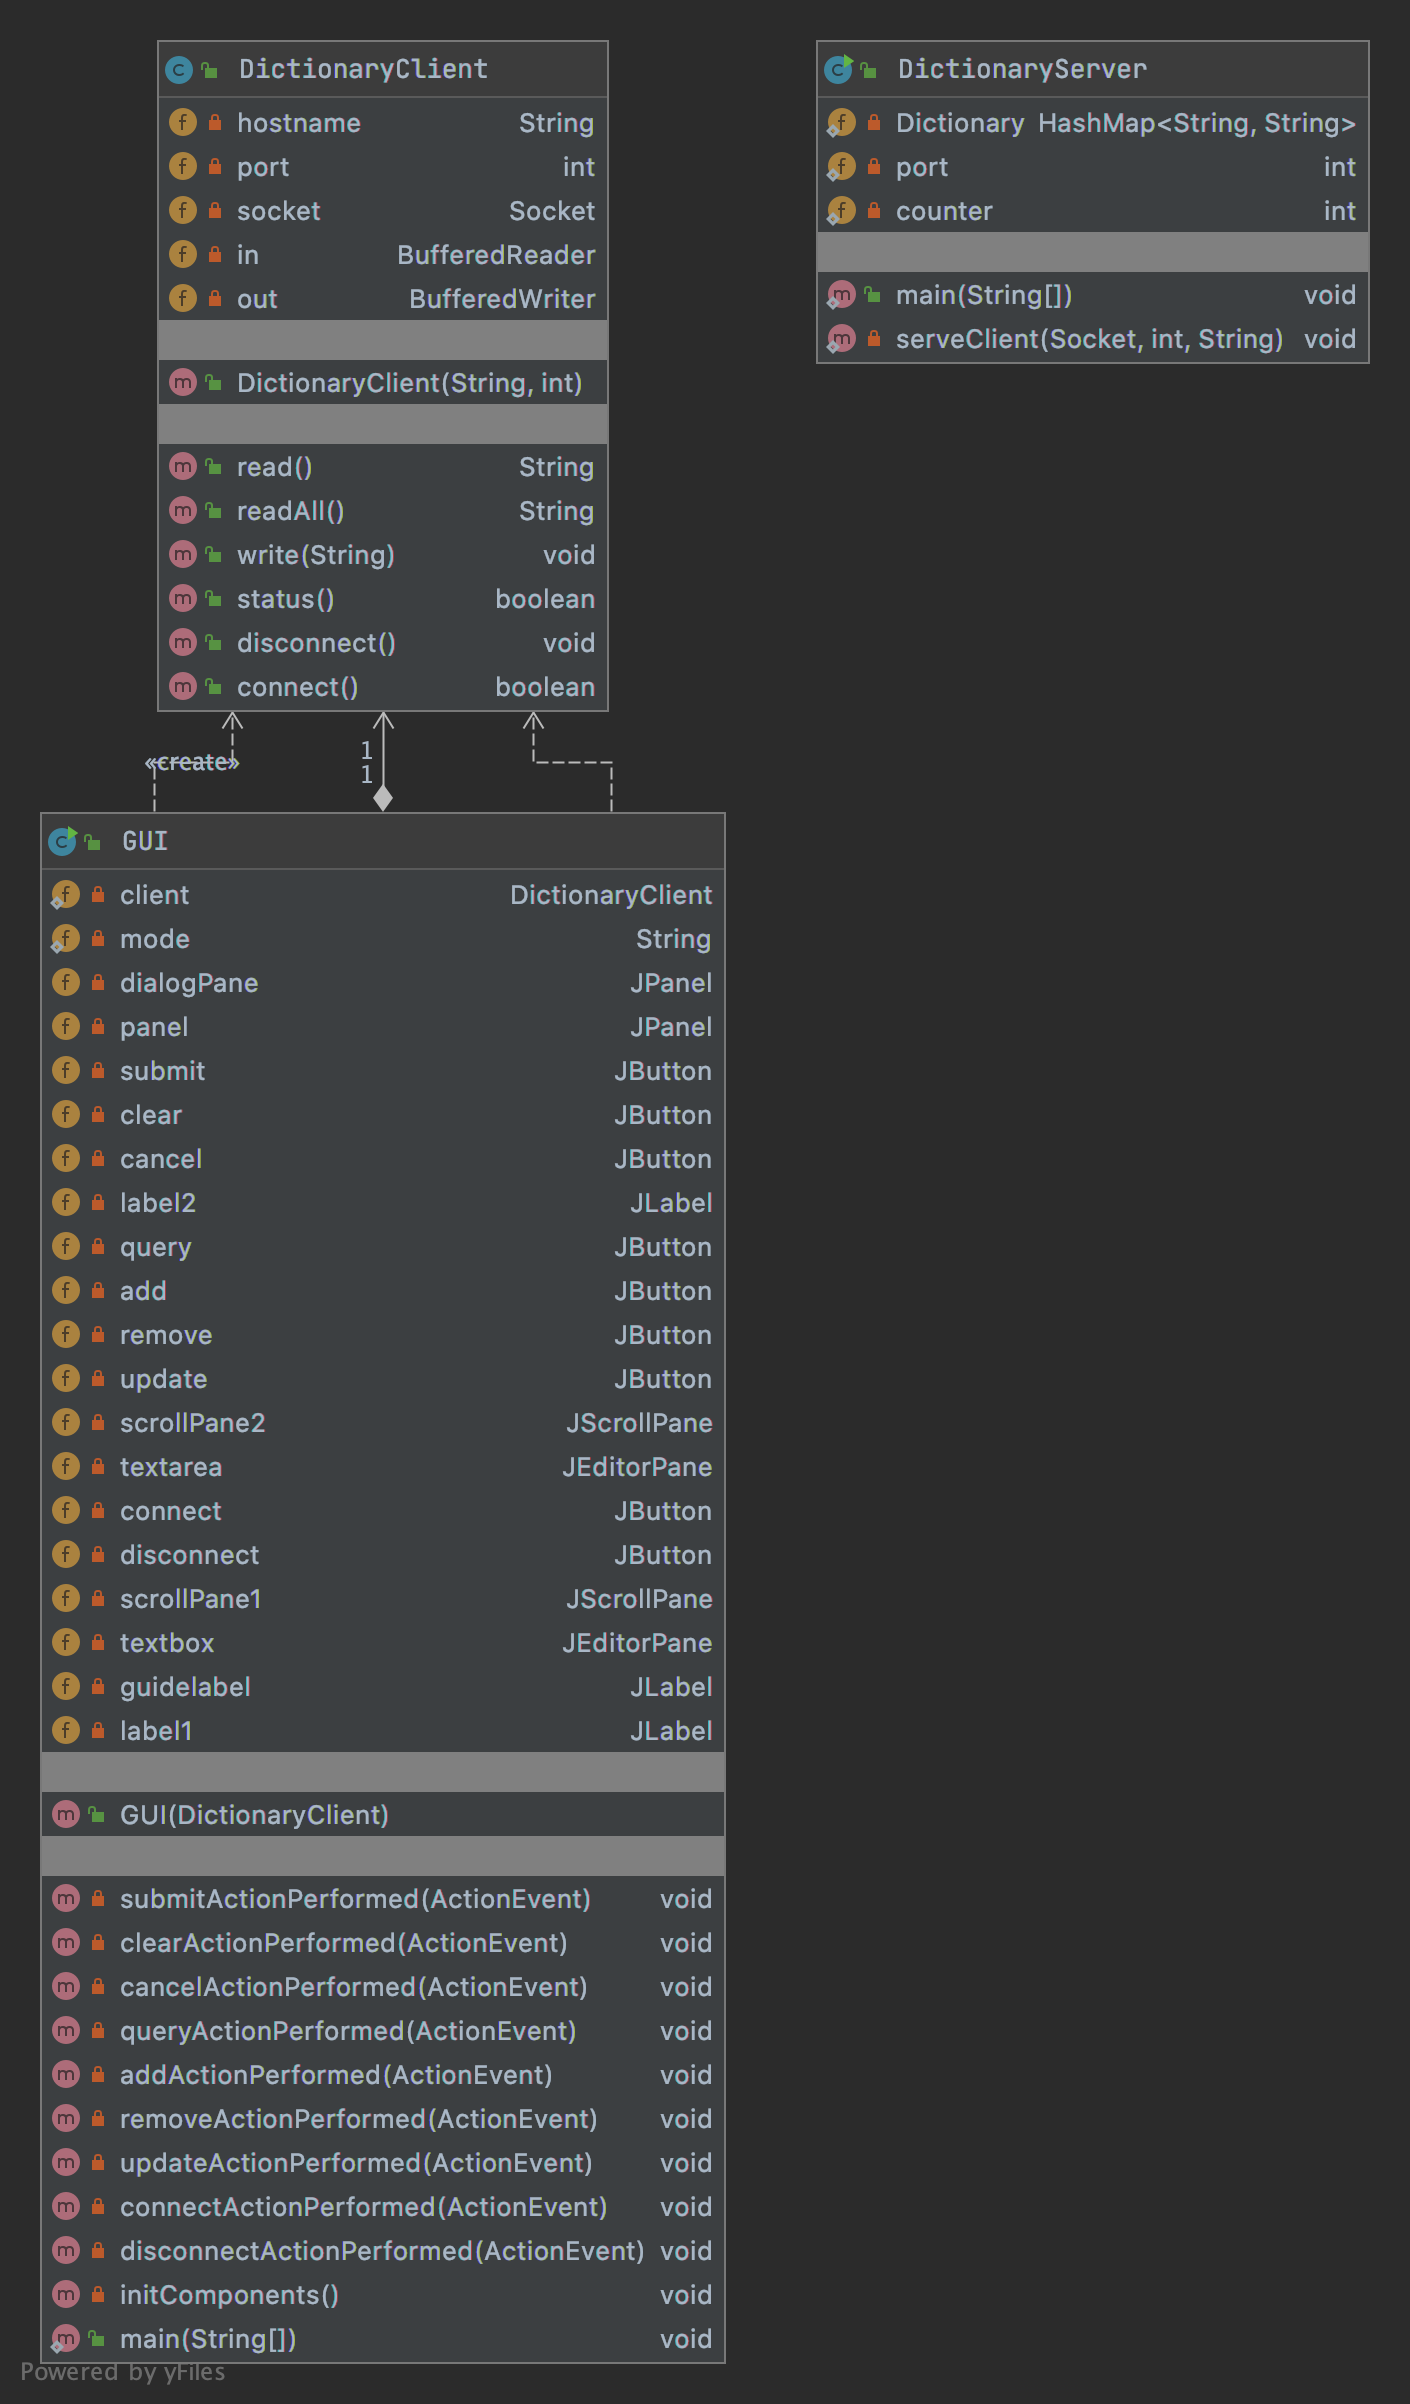 DictionaryClient
hostname String
port int
socket Socket
in BufferedReader
out BufferedWriter
DictionaryClient(String, int)
read() String
readAll() String
write(String) void
status() boolean
disconnect() void
connect() boolean
DictionaryServer
Dictionary HashMap<String, String>
port int
counter int
main(String[]) void
serveClient(Socket, int, String) void
«create»
1
1
GUI
client DictionaryClient
mode String
dialogPane JPanel
panel JPanel
submit JButton
clear JButton
cancel JButton
label2 JLabel
query JButton
add JButton
remove JButton
update JButton
scrollPane2 JScrollPane
textarea JEditorPane
connect JButton
disconnect JButton
scrollPane1 JScrollPane
textbox JEditorPane
guidelabel JLabel
label1 JLabel
GUI(DictionaryClient)
submitActionPerformed(ActionEvent) void
clearActionPerformed(ActionEvent) void
cancelActionPerformed(ActionEvent) void
queryActionPerformed(ActionEvent) void
addActionPerformed(ActionEvent) void
removeActionPerformed(ActionEvent) void
updateActionPerformed(ActionEvent) void
connectActionPerformed(ActionEvent) void
disconnectActionPerformed(ActionEvent) void
initComponents() void
main(String[]) void
Powered by yFiles